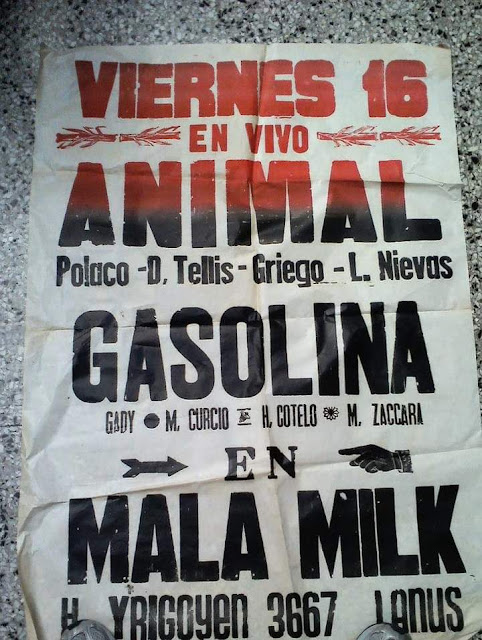 VIERNES 16
EN VIVO
ANIMAL
Polaco - D. Tellis - Griego - L. Nievas
GASOLINA
GADY ● M. CURCIO E H. COTELO ❋ M. ZACCARA
EN
MALA MILK
H. YRIGOYEN 3667 LANUS